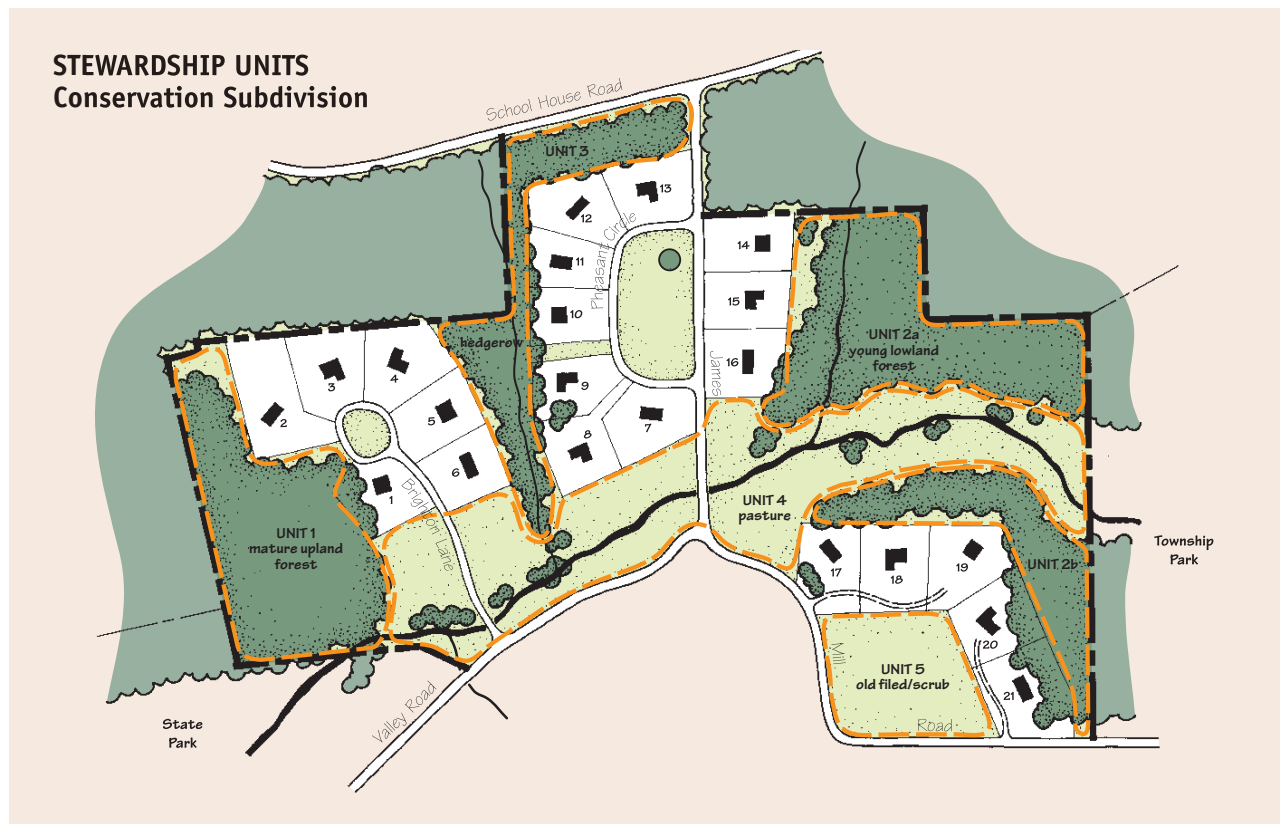 STEWARDSHIP UNITS
Conservation Subdivision
School House Road
UNIT 3
13
12
Pheasant Circle
11
10
9
8
7
14
15
16
James
hedgerow
UNIT 2a
young lowland
forest
3
4
2
5
6
1
Brighton Lane
UNIT 1
mature upland
forest
UNIT 4
pasture
Township
Park
17
18
19
UNIT 2b
20
21
Mill
UNIT 5
old filed/scrub
Road
Valley Road
State
Park